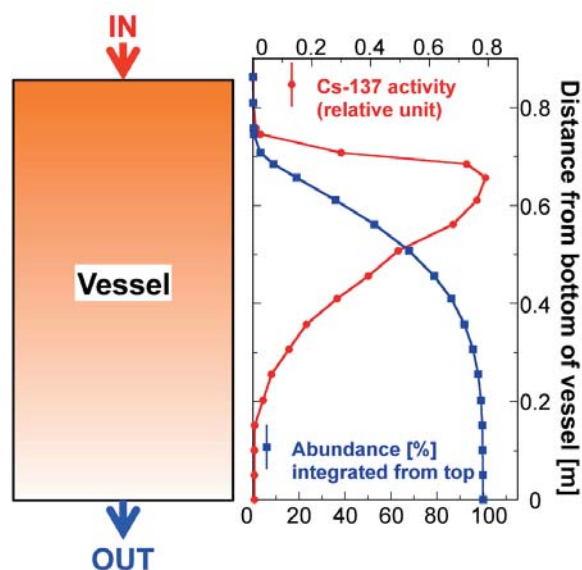 IN
0 0.2 0.4 0.6 0.8
Cs-137 activity
(relative unit)
Vessel
0.8
0.6
0.4
0.2
0
Distance from bottom of vessel [m]
Abundance [%]
integrated from top
0 20 40 60 80 100
OUT